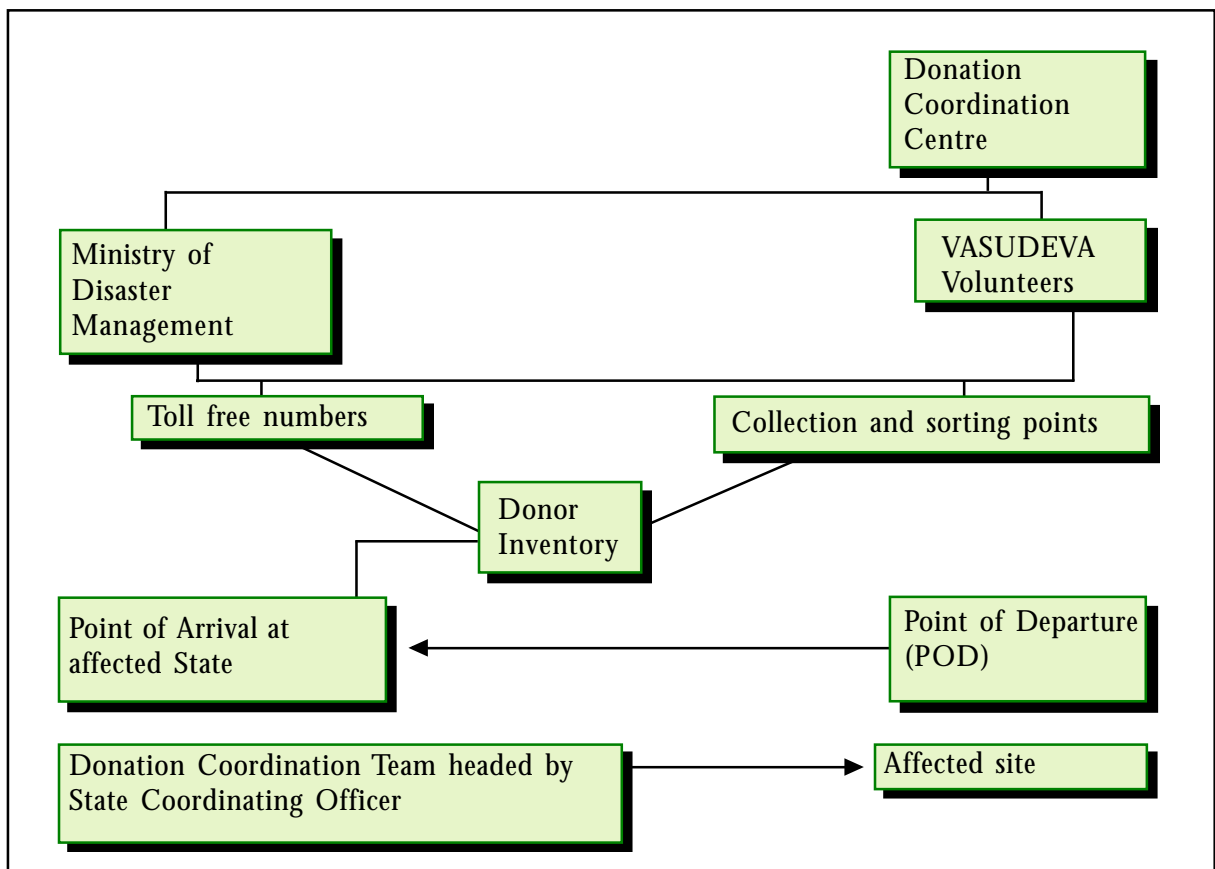 Donation
Coordination
Centre
Ministry of
Disaster
Management
VASUDEVA
Volunteers
Toll free numbers
Collection and sorting points
Donor
Inventory
Point of Arrival at
affected State
Point of Departure
(POD)
Donation Coordination Team headed by
State Coordinating Officer
Affected site